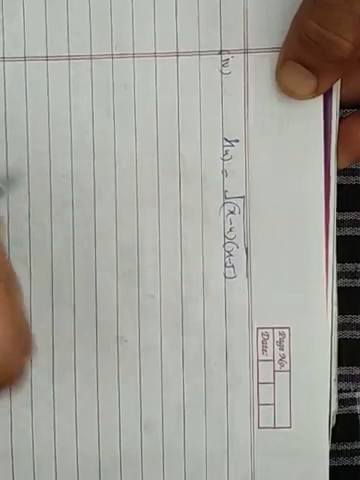 Page No.
Date:
(iv) f(x) = √(x-4)(x-5)